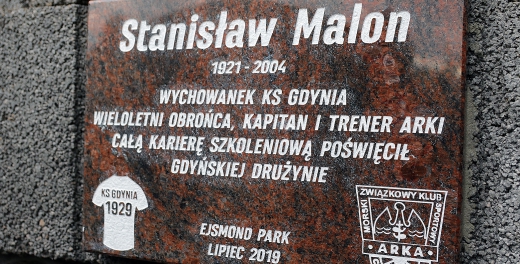 Stanisław Malon
1921 - 2004
WYCHOWANEK KS GDYNIA
WIELOLETNI OBROŃCA, KAPITAN I TRENER ARKI
CAŁĄ KARIERĘ SZKOLENIOWĄ POŚWIĘCIŁ
GDYŃSKIEJ DRUŻYNIE
KS GDYNIA
1929
EJSMOND PARK
LIPIEC 2019
MORSKI
ZWIĄZKOWY KLUB
SPORTOWY
ARKA